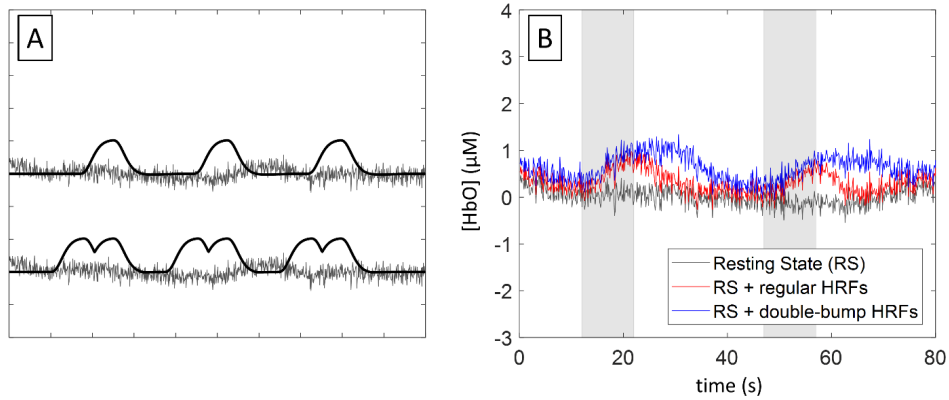 A
B
4
3
2
1
0
-1
-2
-3
[HbO] (µM)
Resting State (RS)
RS + regular HRFs
RS + double-bump HRFs
0 20 40 60 80
time (s)